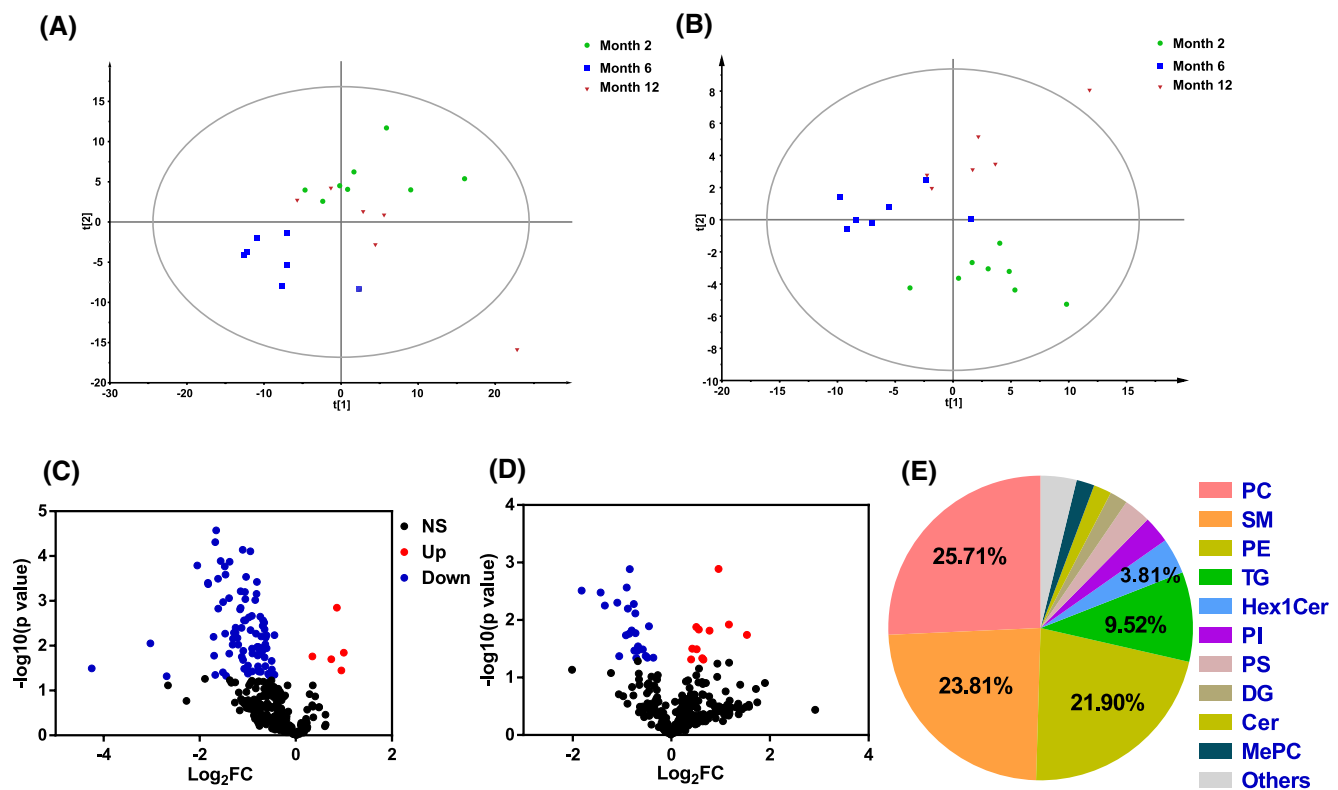 (A)
Month 2
Month 6
Month 12
t[2]
15
10
5
0
-5
-10
-15
-20
-30
-20
-10
0
10
20
t[1]
(B)
Month 2
Month 6
Month 12
t[2]
8
6
4
2
0
-2
-4
-6
-8
-10
-20
-15
-10
-5
0
5
10
15
t[1]
(C)
-log10(p value)
5
4
3
2
1
0
-4
-2
0
2
Log2FC
NS
Up
Down
(D)
-log10(p value)
4
3
2
1
0
-2
0
2
4
Log2FC
(E)
25.71%
23.81%
21.90%
9.52%
3.81%
PC
SM
PE
TG
Hex1Cer
PI
PS
DG
Cer
MePC
Others